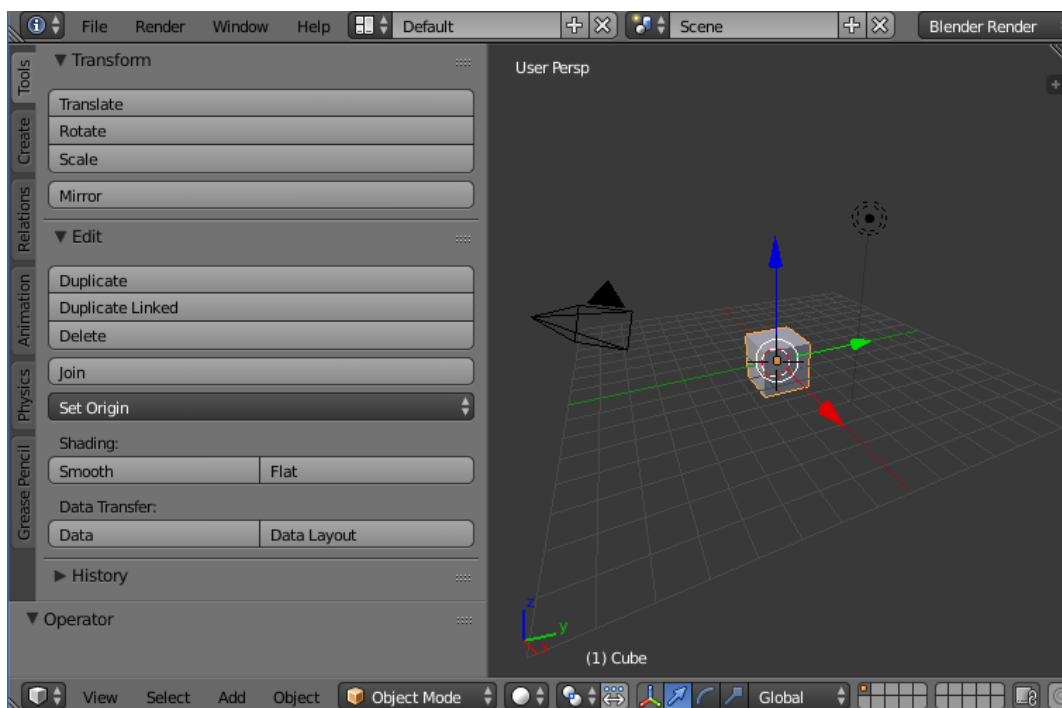 File Render Window Help Default Scene Blender Render
Tools
Create
Relations
Animation
Physics
Grease Pencil
Transform
Translate
Rotate
Scale
Mirror
Edit
Duplicate
Duplicate Linked
Delete
Join
Set Origin
Shading:
Smooth Flat
Data Transfer:
Data Data Layout
History
Operator
User Persp
z
y
x
(1) Cube
View Select Add Object Object Mode Global